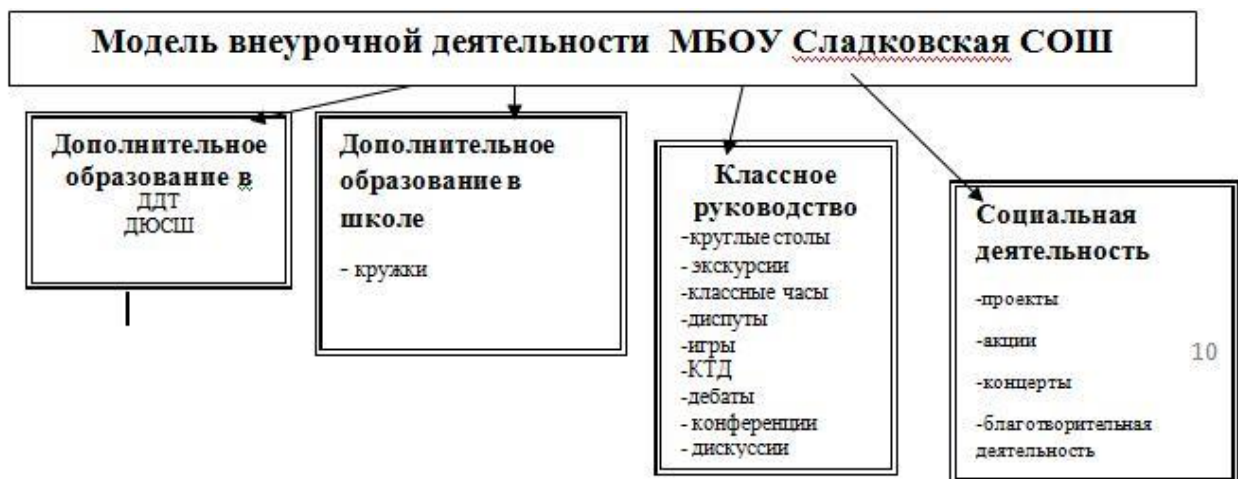 Модель внеурочной деятельности МБОУ Сладковская СОШ
Дополнительное
образование в
ДДТ
ДЮСШ
Дополнительное
образование в
школе
- кружки
Классное
руководство
-круглые столы
- экскурсии
-классные часы
-диспуты
-игры
-КТД
-дебаты
- конференции
- дискуссии
Социальная
деятельность
-проекты
-акции
10
-концерты
-благотворительная
деятельность